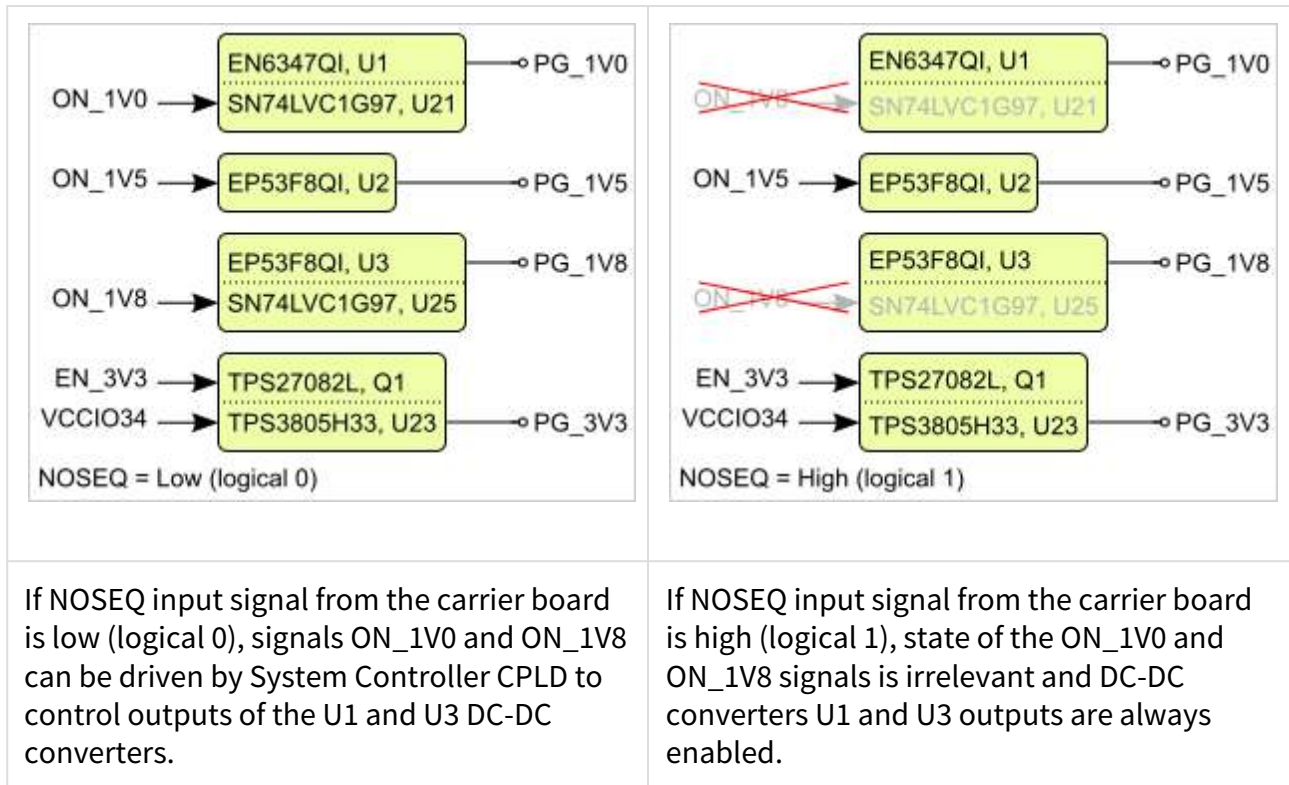 EN6347QI, U1
PG_1V0
ON_1V0
SN74LVC1G97, U21
ON_1V5
EP53F8QI, U2
PG_1V5
EP53F8QI, U3
PG_1V8
ON_1V8
SN74LVC1G97, U25
EN_3V3
TPS27082L, Q1
VCCIO34
TPS3805H33, U23
PG_3V3
NOSEQ = Low (logical 0)
EN6347QI, U1
PG_1V0
ON_1V0
SN74LVC1G97, U21
ON_1V5
EP53F8QI, U2
PG_1V5
EP53F8QI, U3
PG_1V8
ON_1V8
SN74LVC1G97, U25
EN_3V3
TPS27082L, Q1
VCCIO34
TPS3805H33, U23
PG_3V3
NOSEQ = High (logical 1)
If NOSEQ input signal from the carrier board
is low (logical 0), signals ON_1V0 and ON_1V8
can be driven by System Controller CPLD to
control outputs of the U1 and U3 DC-DC
converters.
If NOSEQ input signal from the carrier board
is high (logical 1), state of the ON_1V0 and
ON_1V8 signals is irrelevant and DC-DC
converters U1 and U3 outputs are always
enabled.